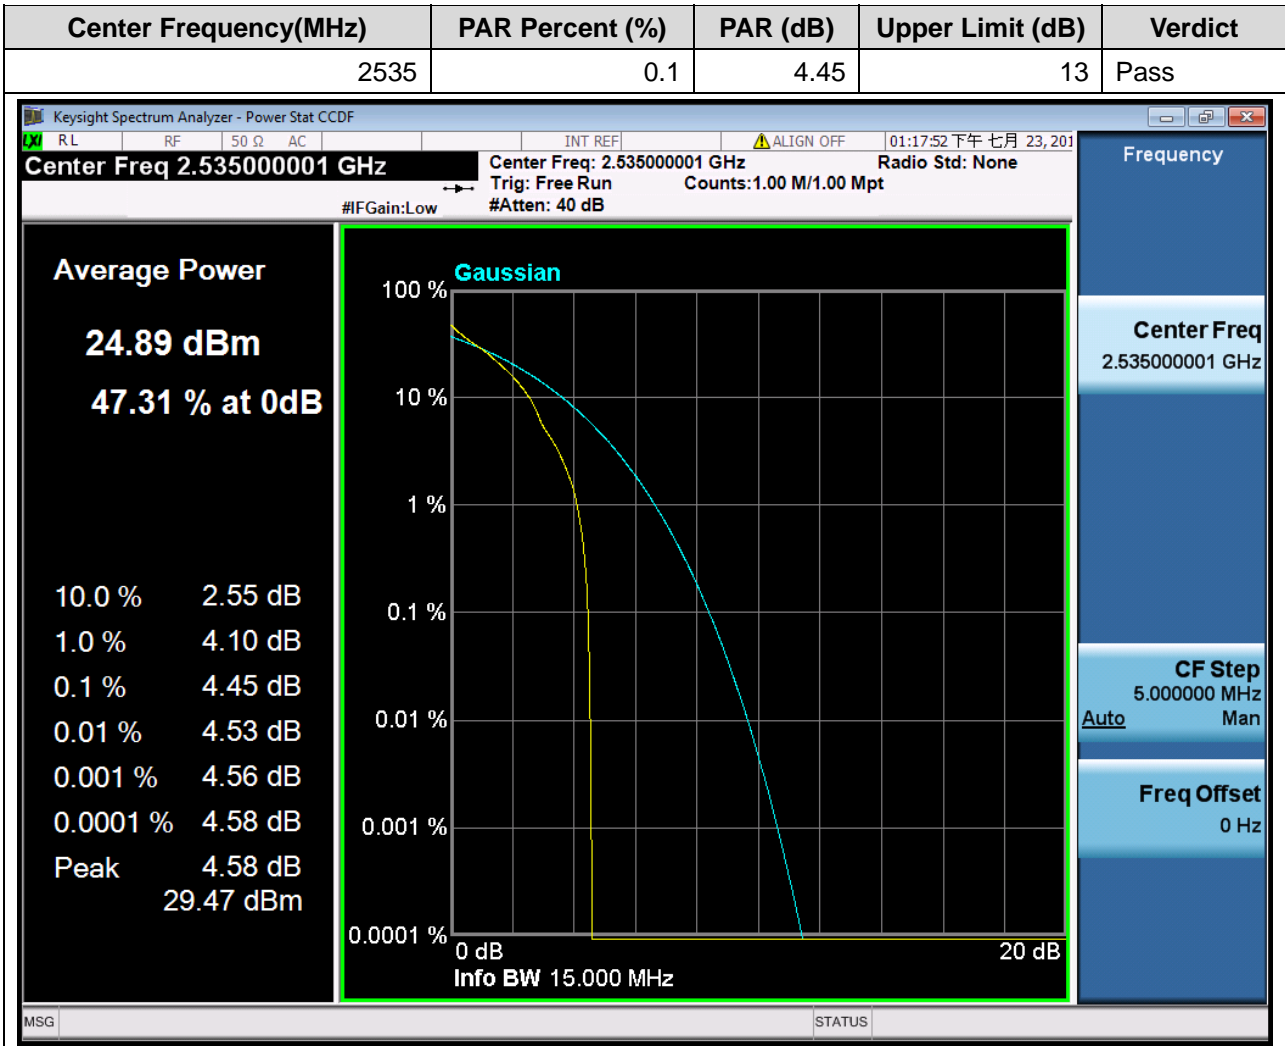 Center Frequency(MHz) PAR Percent (%) PAR (dB) Upper Limit (dB) Verdict
2535 0.1 4.45 13 Pass
Keysight Spectrum Analyzer - Power Stat CCDF
LXI RL RF 50 Ω AC INT REF ALIGN OFF 01:17:52 下午 七月 23, 201
Center Freq 2.535000001 GHz
#IFGain:Low
Center Freq: 2.535000001 GHz Radio Std: None
Trig: Free Run Counts:1.00 M/1.00 Mpt
#Atten: 40 dB
Average Power
24.89 dBm
47.31 % at 0dB
10.0 % 2.55 dB
1.0 % 4.10 dB
0.1 % 4.45 dB
0.01 % 4.53 dB
0.001 % 4.56 dB
0.0001 % 4.58 dB
Peak 4.58 dB
29.47 dBm
Gaussian
100 %
10 %
1 %
0.1 %
0.01 %
0.001 %
0.0001 %
0 dB 20 dB
Info BW 15.000 MHz
Frequency
Center Freq
2.535000001 GHz
CF Step
5.000000 MHz
Auto Man
Freq Offset
0 Hz
MSG STATUS